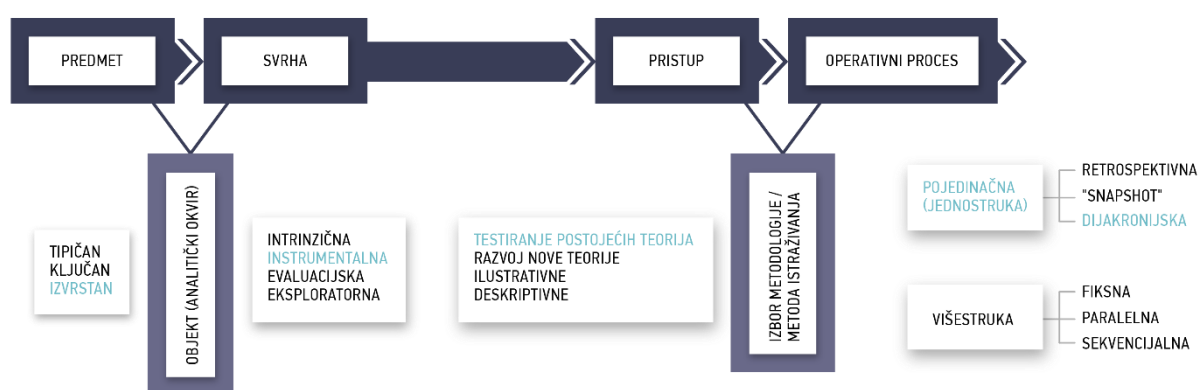 PREDMET
SVRHA
PRISTUP
OPERATIVNI PROCES
TIPIČAN
KLJUČAN
IZVRSTAN
OBJEKT (ANALITIČKI OKVIR)
INTRINZIČNA
INSTRUMENTALNA
EVALUACIJSKA
EKSPLORATORNA
TESTIRANJE POSTOJEĆIH TEORIJA
RAZVOJ NOVE TEORIJE
ILUSTRATIVNE
DESKRIPTIVNE
IZBOR METODOLOGIJE /
METODA ISTRAŽIVANJA
POJEDINAČNA
(JEDNOSTRUKA)
RETROSPEKTIVNA
"SNAPSHOT"
DIJAKRONIJSKA
VIŠESTRUKA
FIKSNA
PARALELNA
SEKVENCIJALNA